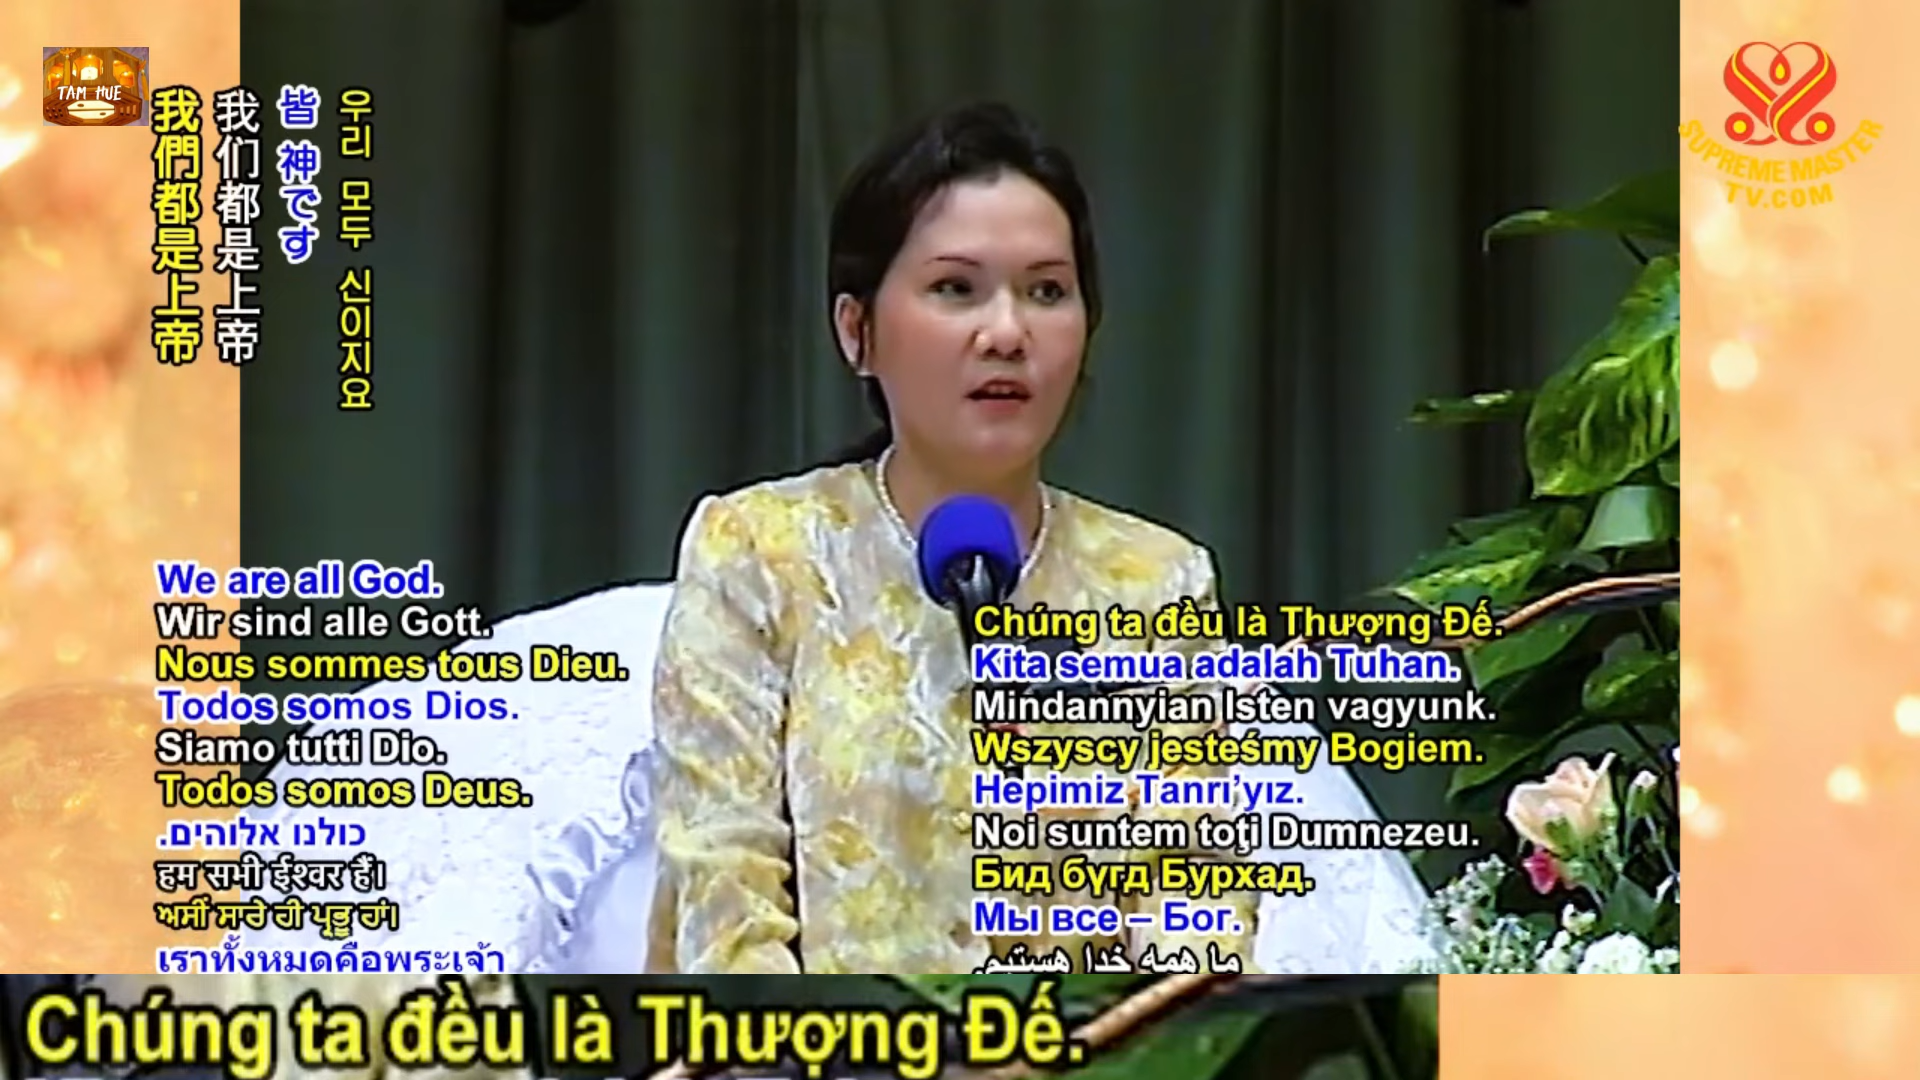 TAM HUE
SUPREME MASTER
TV.COM
我們都是上帝
我们都是上帝
皆 神です
우리 모두 신이지요
We are all God.
Wir sind alle Gott.
Nous sommes tous Dieu.
Todos somos Dios.
Siamo tutti Dio.
Todos somos Deus.
כולנו אלוהים.
हम सभी ईश्वर हैं।
ਅਸੀਂ ਸਾਰੇ ਹੀ ਪ੍ਰਭੂ ਹਾਂ।
เราทั้งหมดคือพระเจ้า
Chúng ta đều là Thượng Đế.
Kita semua adalah Tuhan.
Mindannyian Isten vagyunk.
Wszyscy jesteśmy Bogiem.
Hepimiz Tanrı’yız.
Noi suntem toţi Dumnezeu.
Бид бүгд Бурхад.
Мы все – Бог.
ما همه خدا هستیم.
Chúng ta đều là Thượng Đế.